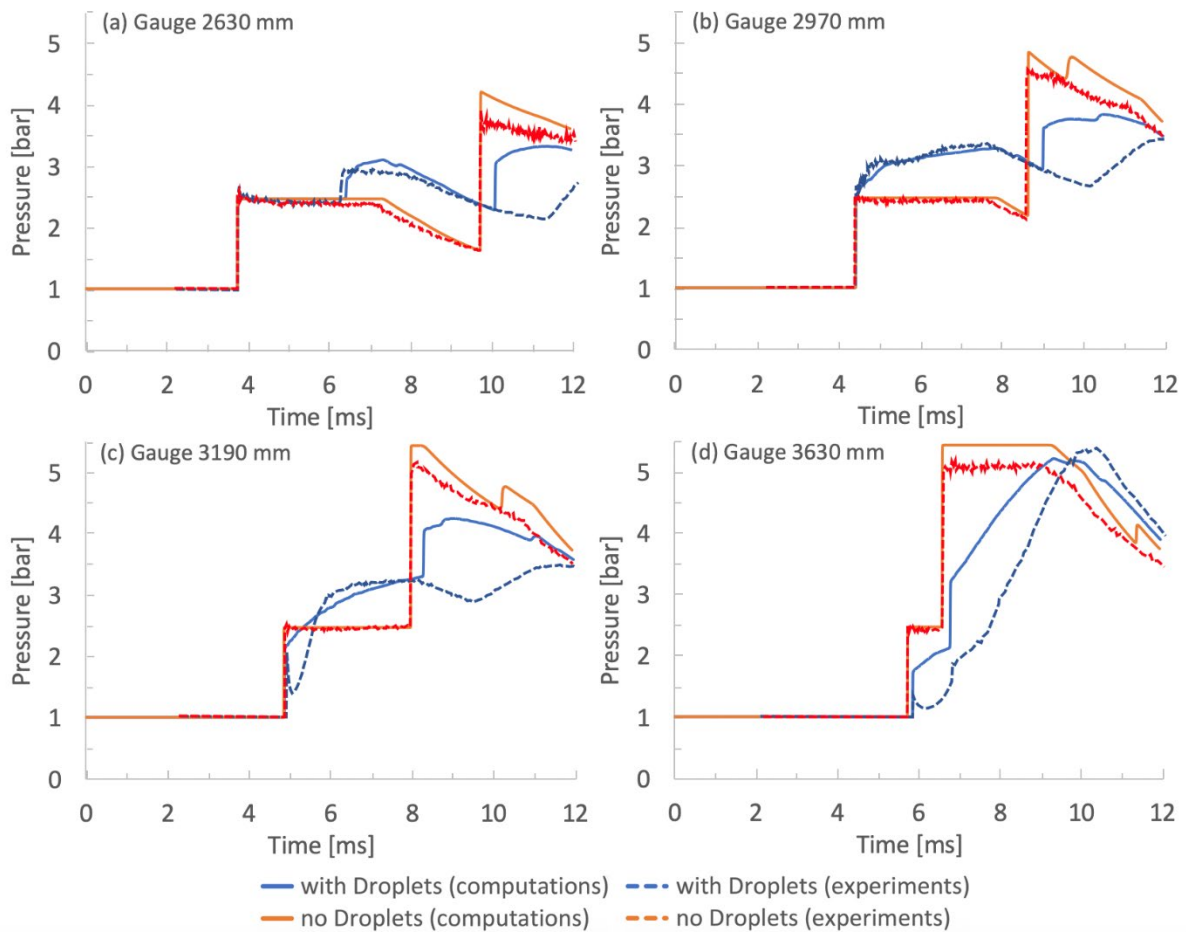 (a) Gauge 2630 mm
(b) Gauge 2970 mm
5
4
3
2
1
0
Pressure [bar]
0 2 4 6 8 10 12
Time [ms]
5
4
3
2
1
0
Pressure [bar]
0 2 4 6 8 10 12
Time [ms]
(c) Gauge 3190 mm
(d) Gauge 3630 mm
5
4
3
2
1
0
Pressure [bar]
0 2 4 6 8 10 12
Time [ms]
5
4
3
2
1
0
Pressure [bar]
0 2 4 6 8 10 12
Time [ms]
with Droplets (computations) with Droplets (experiments)
no Droplets (computations) no Droplets (experiments)